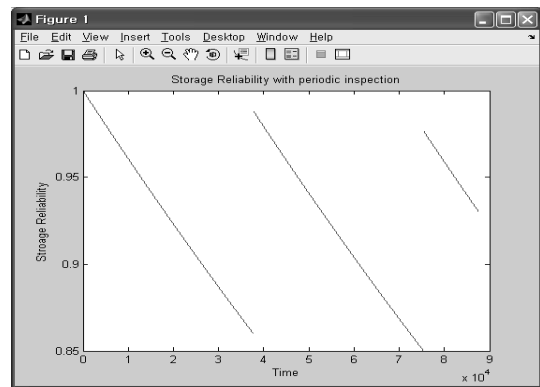 Figure 1
File Edit View Insert Tools Desktop Window Help
Storage Reliability with periodic inspection
Stroage Reliability
1
0.95
0.9
0.85
0 1 2 3 4 5 6 7 8 9
Time
x 10^4